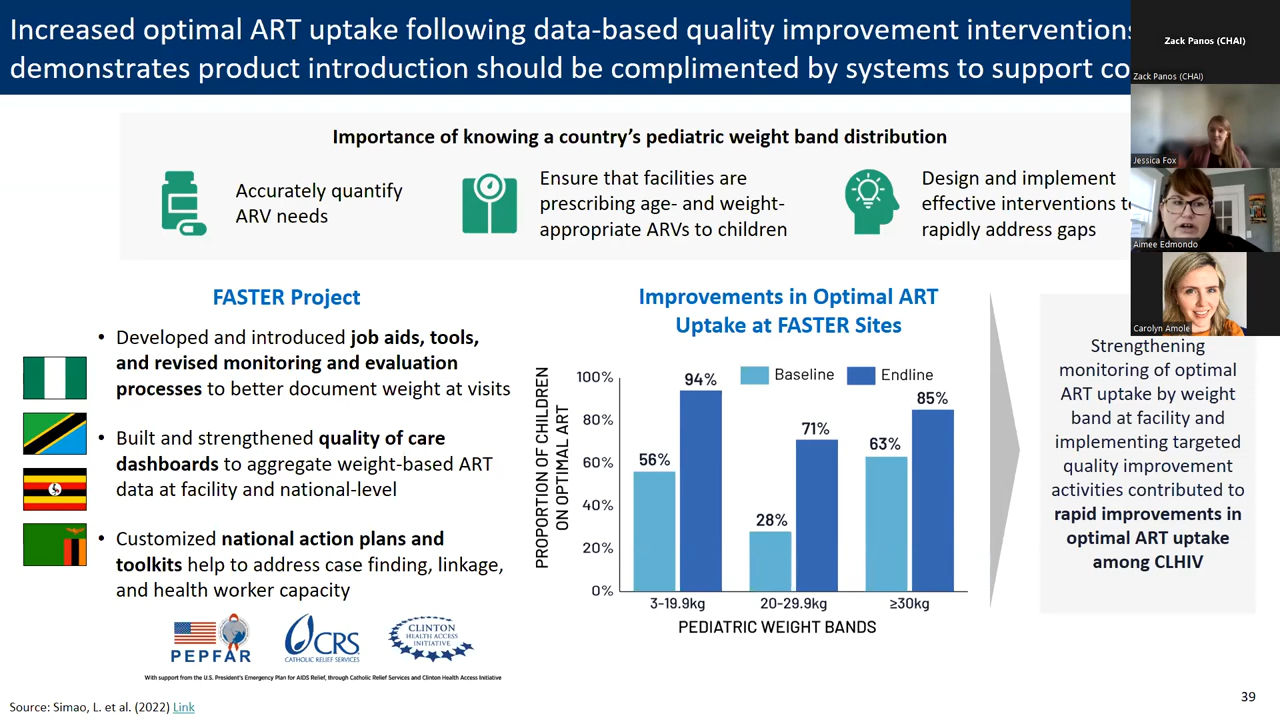 Increased optimal ART uptake following data-based quality improvement interventions
demonstrates product introduction should be complimented by systems to support co
Zack Panos (CHAI)
Zack Panos (CHAI)
Jessica Fox
Aimee Edmondo
Carolyn Amole
Importance of knowing a country's pediatric weight band distribution
Accurately quantify
ARV needs
Ensure that facilities are
prescribing age- and weight-
appropriate ARVs to children
Design and implement
effective interventions to
rapidly address gaps
FASTER Project
• Developed and introduced job aids, tools,
and revised monitoring and evaluation
processes to better document weight at visits
• Built and strengthened quality of care
dashboards to aggregate weight-based ART
data at facility and national-level
• Customized national action plans and
toolkits help to address case finding, linkage,
and health worker capacity
PEPFAR
CRS
CATHOLIC RELIEF SERVICES
CLINTON
HEALTH ACCESS
INITIATIVE
With support from the U.S. President's Emergency Plan for AIDS Relief, through Catholic Relief Services and Clinton Health Access Initiative
Improvements in Optimal ART
Uptake at FASTER Sites
PROPORTION OF CHILDREN
ON OPTIMAL ART
Baseline
Endline
100%
80%
60%
40%
20%
0%
56%
94%
28%
71%
63%
85%
3-19.9kg
20-29.9kg
≥30kg
PEDIATRIC WEIGHT BANDS
Strengthening
monitoring of optimal
ART uptake by weight
band at facility and
implementing targeted
quality improvement
activities contributed to
rapid improvements in
optimal ART uptake
among CLHIV
Source: Simao, L. et al. (2022) Link
39